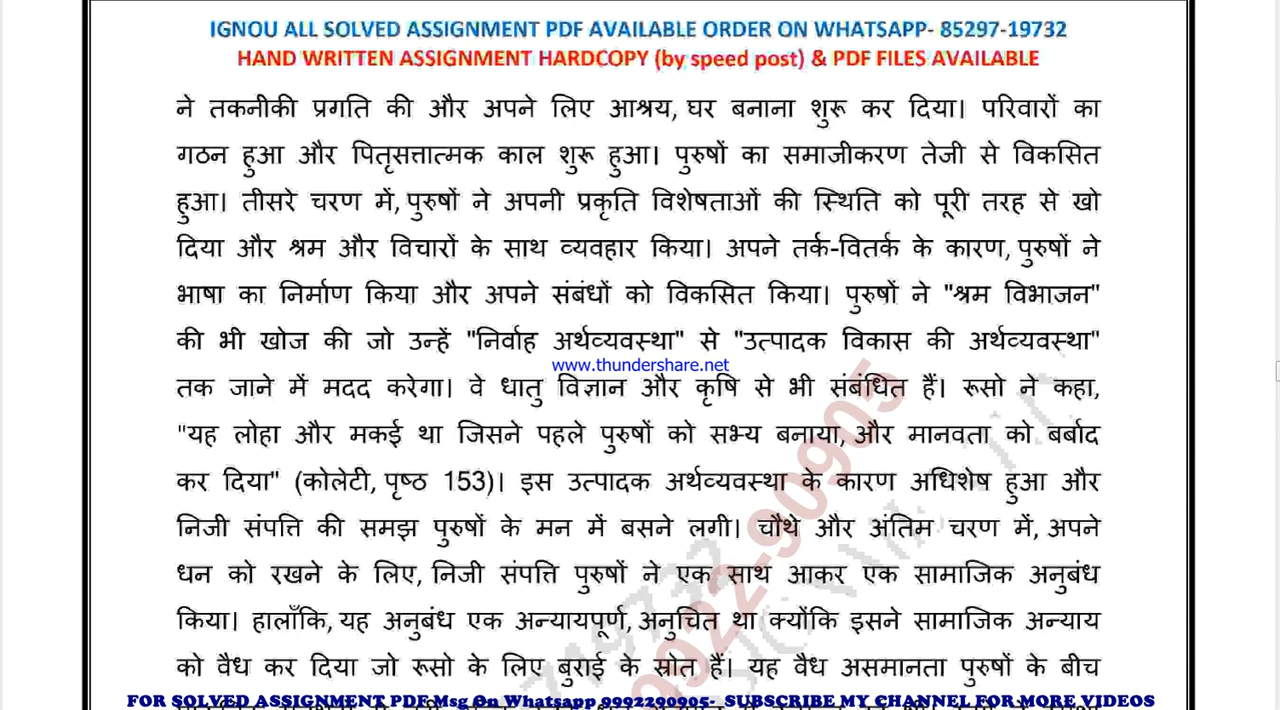 IGNOU ALL SOLVED ASSIGNMENT PDF AVAILABLE ORDER ON WHATSAPP- 85297-19732
HAND WRITTEN ASSIGNMENT HARDCOPY (by speed post) & PDF FILES AVAILABLE
ने तकनीकी प्रगति की और अपने लिए आश्रय, घर बनाना शुरू कर दिया। परिवारों का
गठन हुआ और पितृसत्तात्मक काल शुरू हुआ। पुरुषों का समाजीकरण तेजी से विकसित
हुआ। तीसरे चरण में, पुरुषों ने अपनी प्रकृति विशेषताओं की स्थिति को पूरी तरह से खो
दिया और श्रम और विचारों के साथ व्यवहार किया। अपने तर्क-वितर्क के कारण, पुरुषों ने
भाषा का निर्माण किया और अपने संबंधों को विकसित किया। पुरुषों ने "श्रम विभाजन"
की भी खोज की जो उन्हें "निर्वाह अर्थव्यवस्था" से "उत्पादक विकास की अर्थव्यवस्था"
www.thundershare.net
तक जाने में मदद करेगा। वे धातु विज्ञान और कृषि से भी संबंधित हैं। रूसो ने कहा,
"यह लोहा और मकई था जिसने पहले पुरुषों को सभ्य बनाया, और मानवता को बर्बाद
कर दिया" (कोलेटी, पृष्ठ 153)। इस उत्पादक अर्थव्यवस्था के कारण अधिशेष हुआ और
निजी संपत्ति की समझ पुरुषों के मन में बसने लगी। चौथे और अंतिम चरण में, अपने
धन को रखने के लिए, निजी संपत्ति पुरुषों ने एक साथ आकर एक सामाजिक अनुबंध
किया। हालाँकि, यह अनुबंध एक अन्यायपूर्ण, अनुचित था क्योंकि इसने सामाजिक अन्याय
को वैध कर दिया जो रूसो के लिए बुराई के स्रोत हैं। यह वैध असमानता पुरुषों के बीच
9922-90905
FOR SOLVED ASSIGNMENT PDF Msg On Whatsapp 9992290905- SUBSCRIBE MY CHANNEL FOR MORE VIDEOS